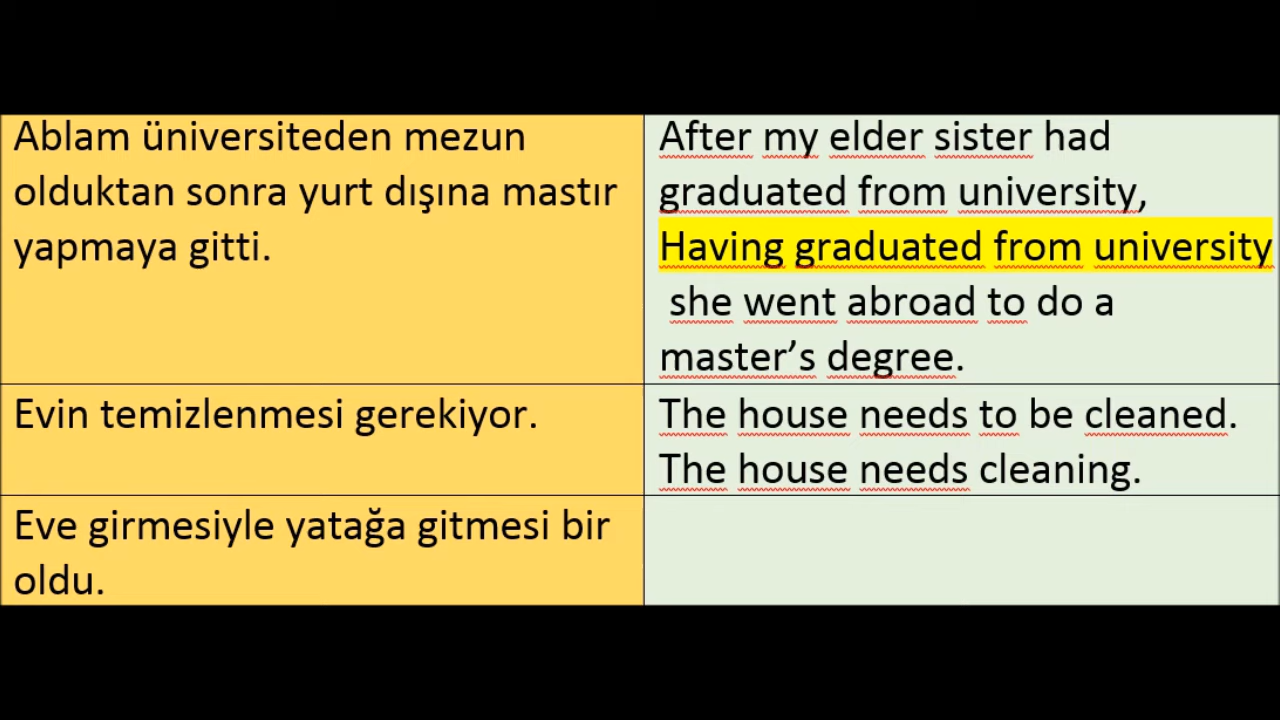 Ablam üniversiteden mezun
olduktan sonra yurt dışına mastır
yapmaya gitti.
After my elder sister had
graduated from university,
Having graduated from university
she went abroad to do a
master’s degree.
Evin temizlenmesi gerekiyor.
The house needs to be cleaned.
The house needs cleaning.
Eve girmesiyle yatağa gitmesi bir
oldu.